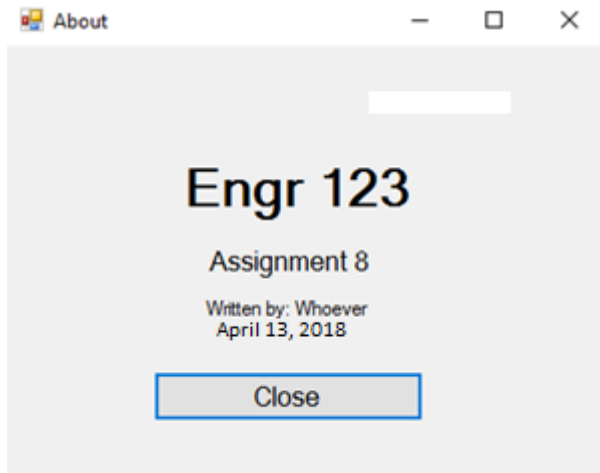 About
Engr 123
Assignment 8
Written by: Whoever
April 13, 2018
Close